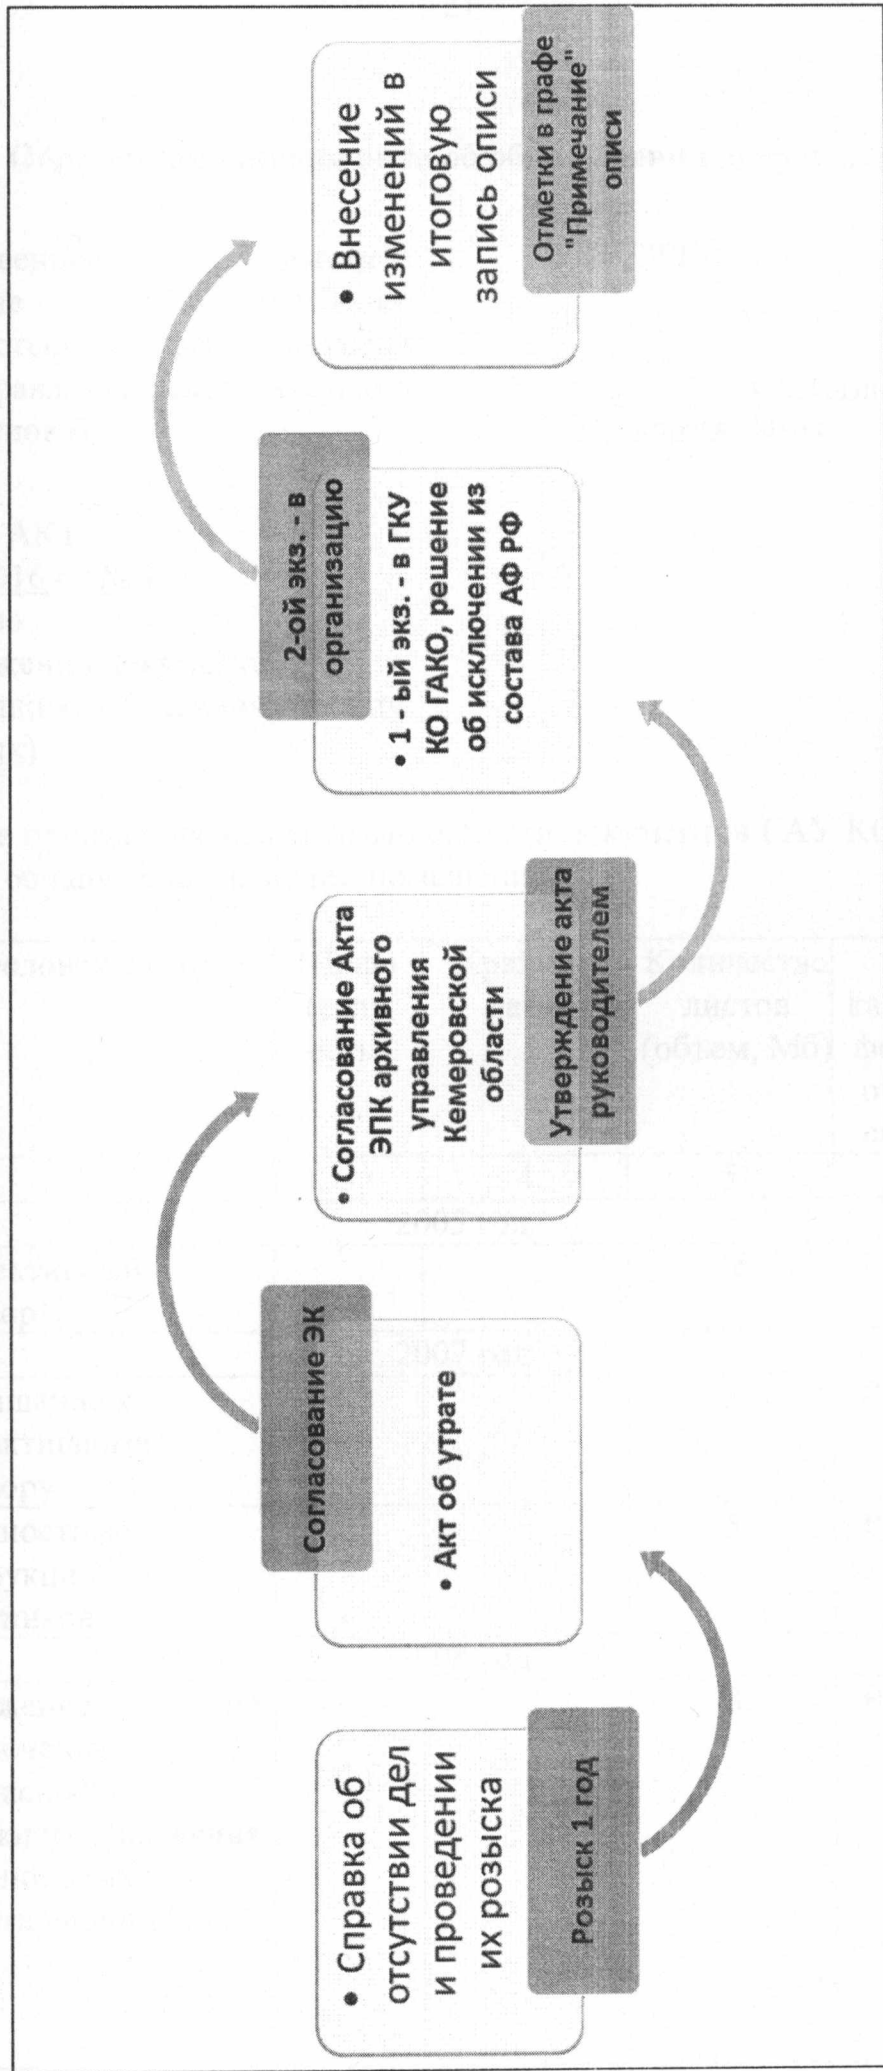 • Справка об
отсутствии дел
и проведении
их розыска
Розыск 1 год
Согласование ЭК
• Акт об утрате
• Согласование Акта
ЭПК архивного
управления
Кемеровской
области
Утверждение акта
руководителем
2-ой экз. - в
организацию
• 1 - ый экз. - в ГКУ
КО ГАКО, решение
об исключении из
состава АФ РФ
• Внесение
изменений в
итоговую
запись описи
Отметки в графе
"Примечание"
описи